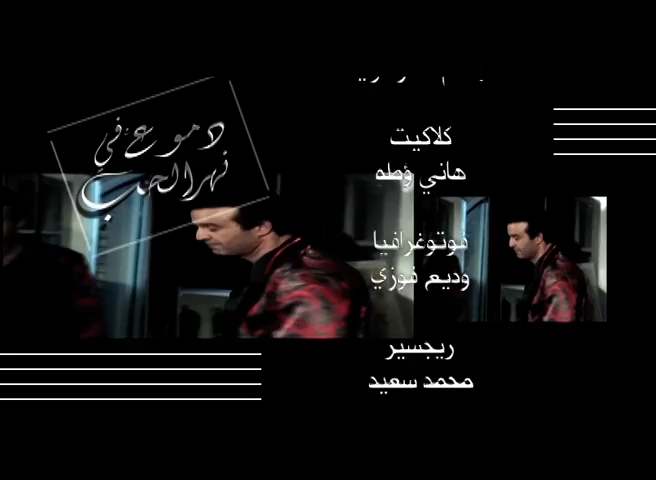 دموع في
نهر الحب
كلاكيت
هاني وطه
فوتوغرافيا
وديع فوزي
ريجسير
محمد سعيد